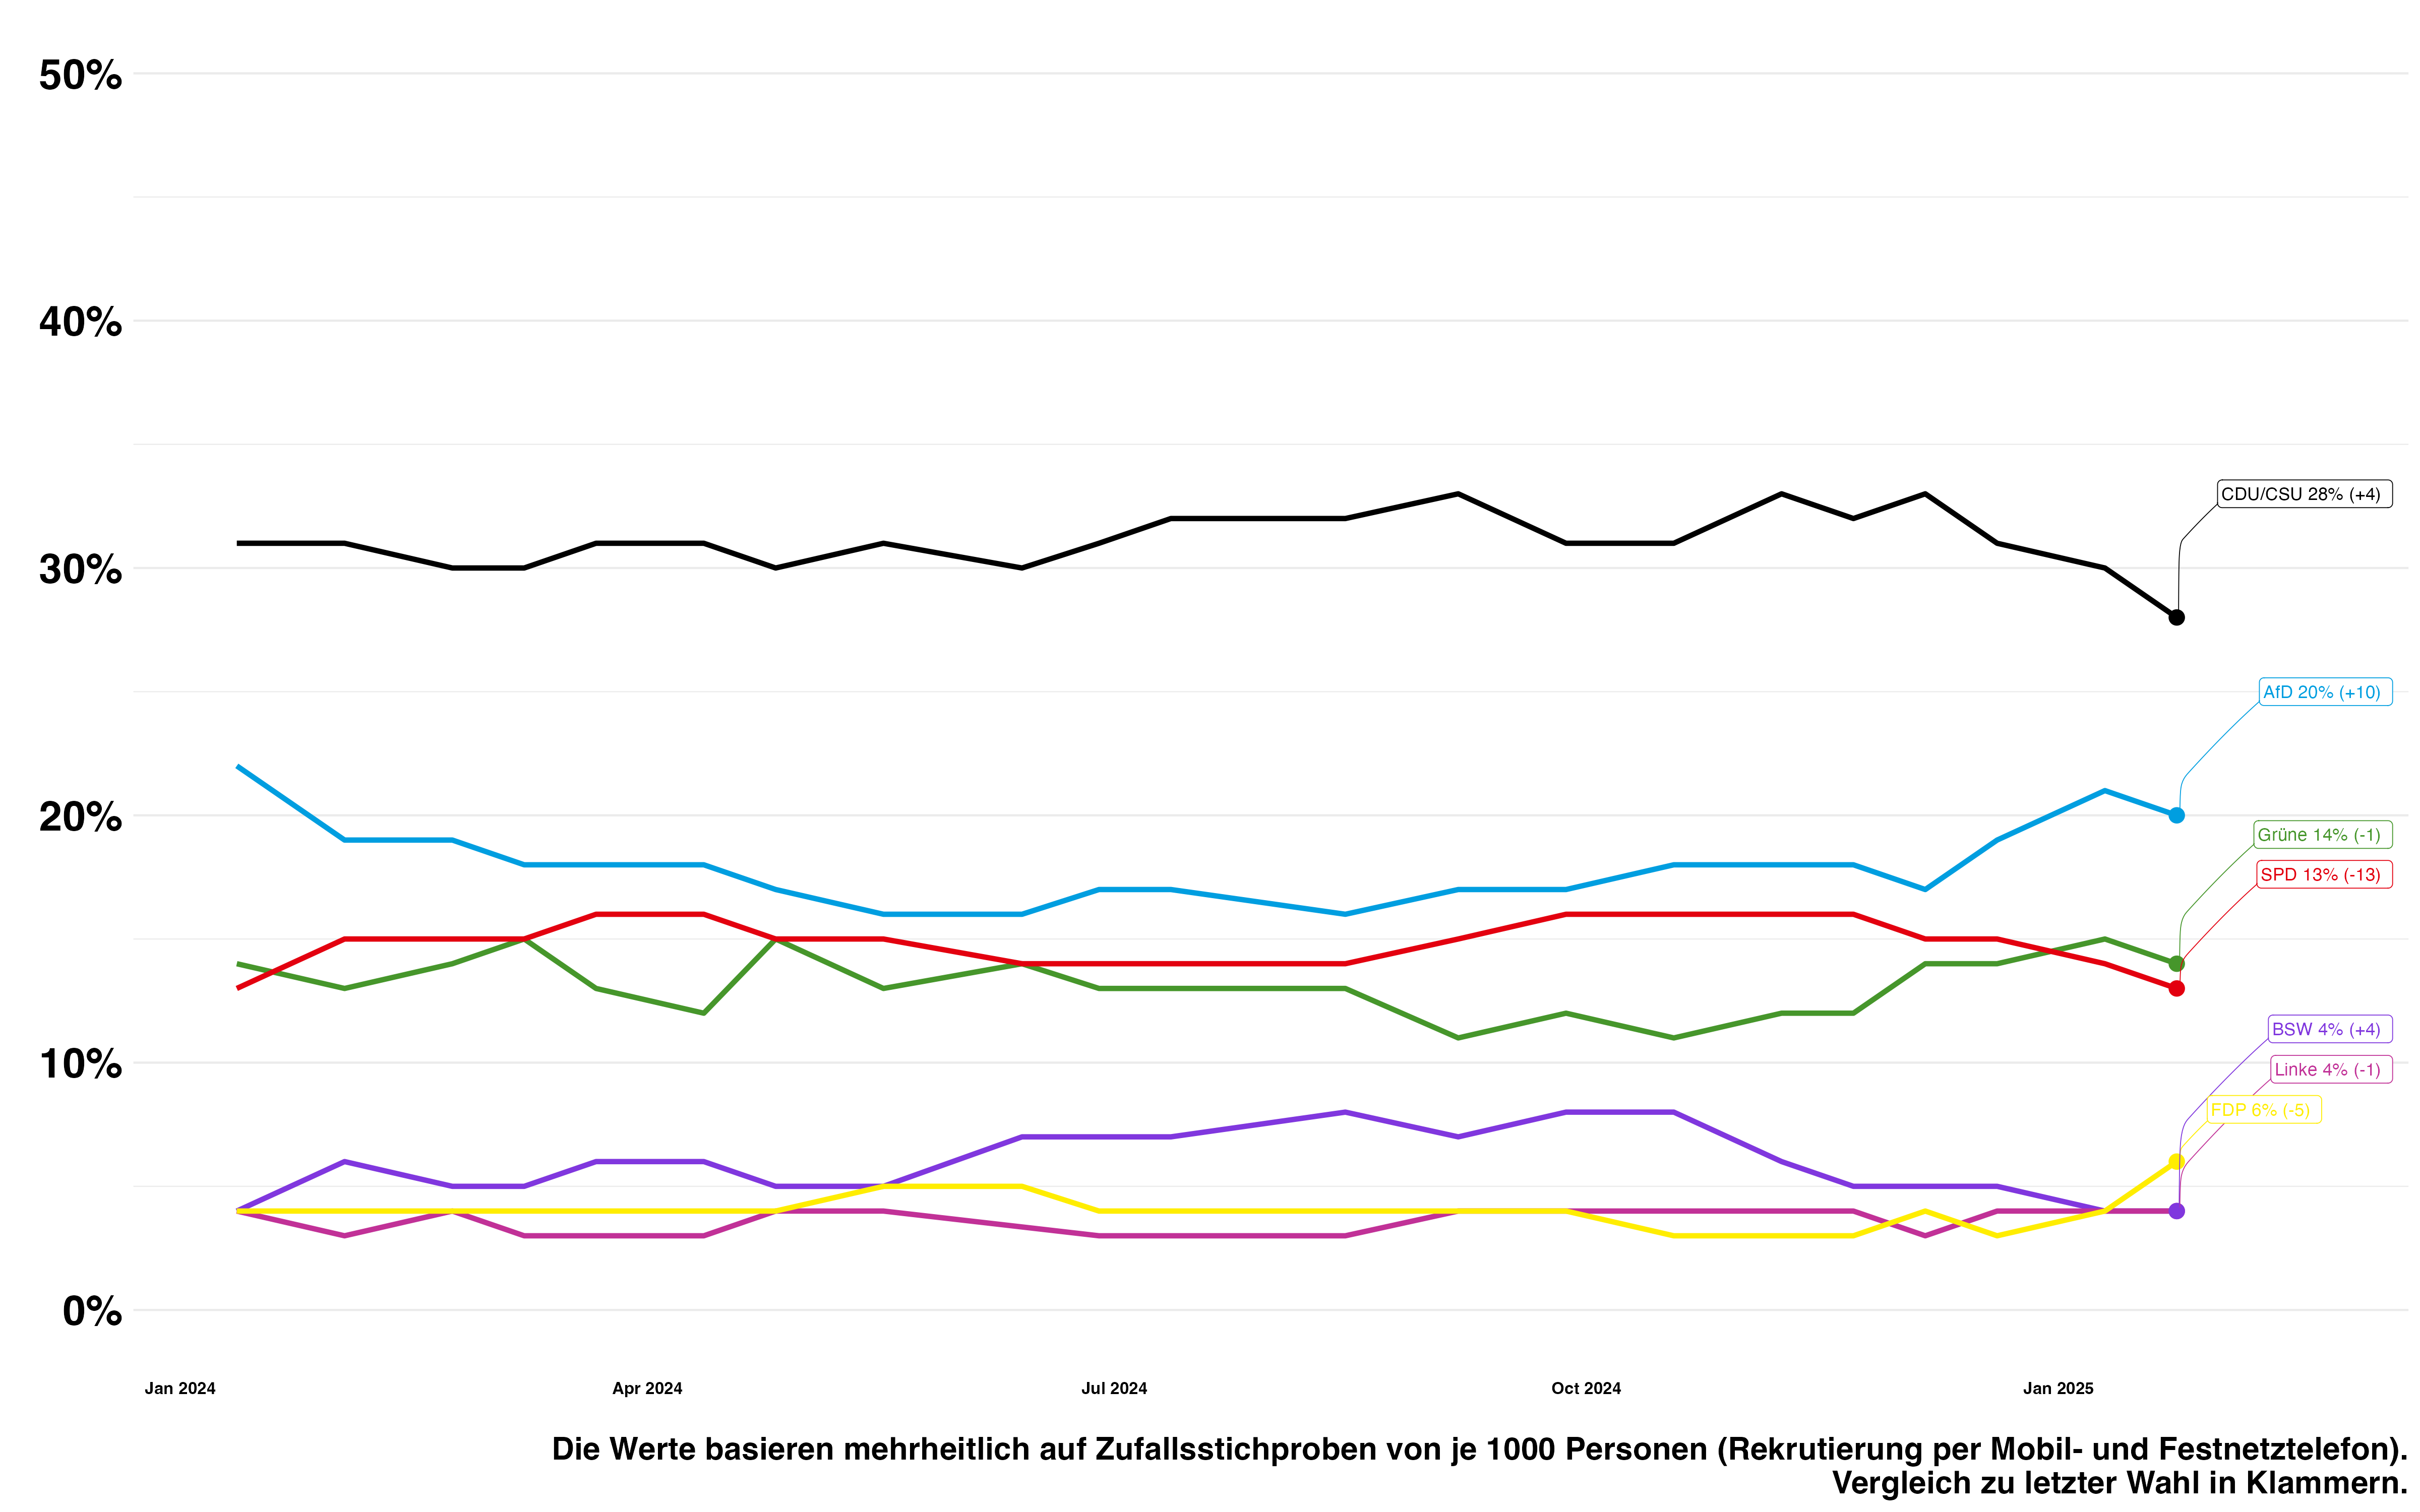 50%
40%
30%
20%
10%
0%
CDU/CSU 28% (+4)
AfD 20% (+10)
Grüne 14% (-1)
SPD 13% (-13)
BSW 4% (+4)
Linke 4% (-1)
FDP 6% (-5)
Jan 2024 Apr 2024 Jul 2024 Oct 2024 Jan 2025
Die Werte basieren mehrheitlich auf Zufallsstichproben von je 1000 Personen (Rekrutierung per Mobil- und Festnetztelefon).
Vergleich zu letzter Wahl in Klammern.